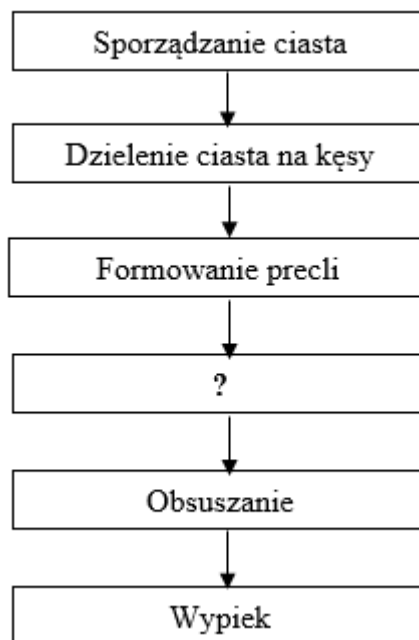 Sporządzanie ciasta
Dzielenie ciasta na kęsy
Formowanie precli
?
Obsuszanie
Wypiek